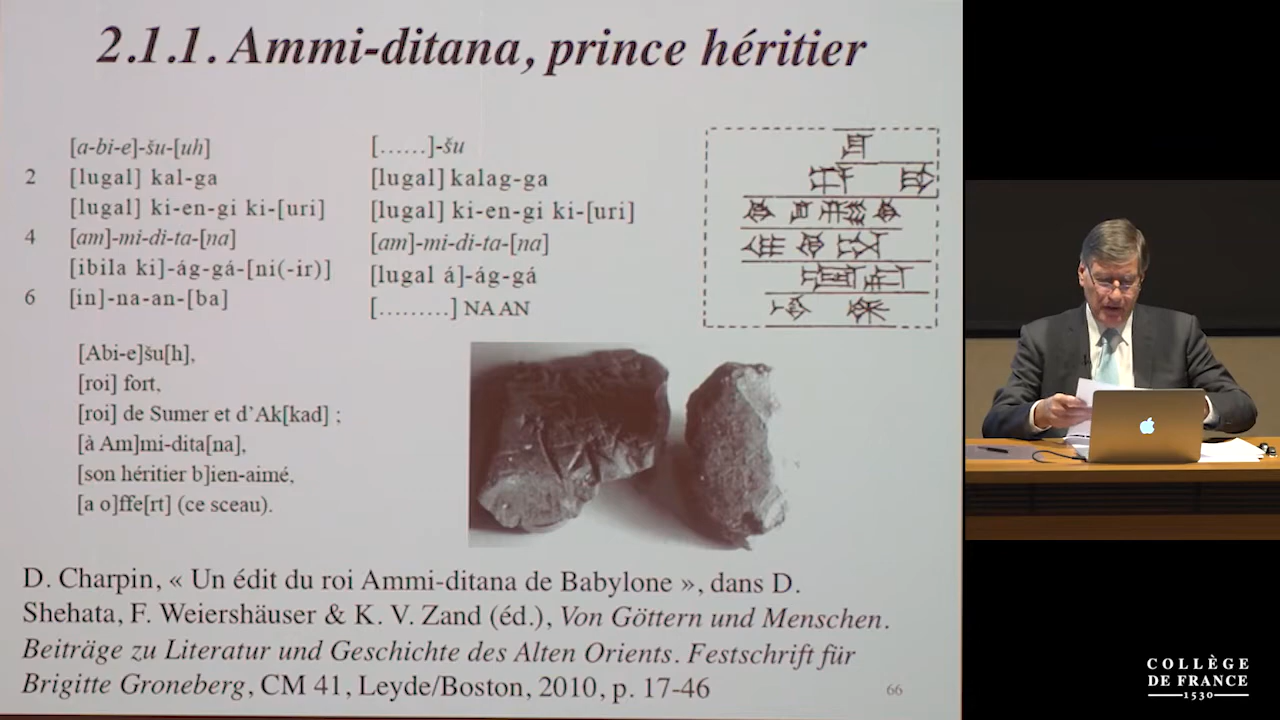 2.1.1. Ammi-ditana, prince héritier
[a-bi-e]-šu-[uh]
2 [lugal] kal-ga
[lugal] ki-en-gi ki-[uri]
4 [am]-mi-di-ta-[na]
[ibila ki]-ág-gá-[ni(-ir)]
6 [in]-na-an-[ba]
[……]-šu
[lugal] kalag-ga
[lugal] ki-en-gi ki-[uri]
[am]-mi-di-ta-[na]
[lugal á]-ág-gá
[………] NA AN
[Abi-e]šu[h],
[roi] fort,
[roi] de Sumer et d’Ak[kad] ;
[à Am]mi-dita[na],
[son héritier b]ien-aimé,
[a o]ffe[rt] (ce sceau).
D. Charpin, « Un édit du roi Ammi-ditana de Babylone », dans D.
Shehata, F. Weiershäuser & K. V. Zand (éd.), Von Göttern und Menschen.
Beiträge zu Literatur und Geschichte des Alten Orients. Festschrift für
Brigitte Groneberg, CM 41, Leyde/Boston, 2010, p. 17-46
66
COLLÈGE
DE FRANCE
1530